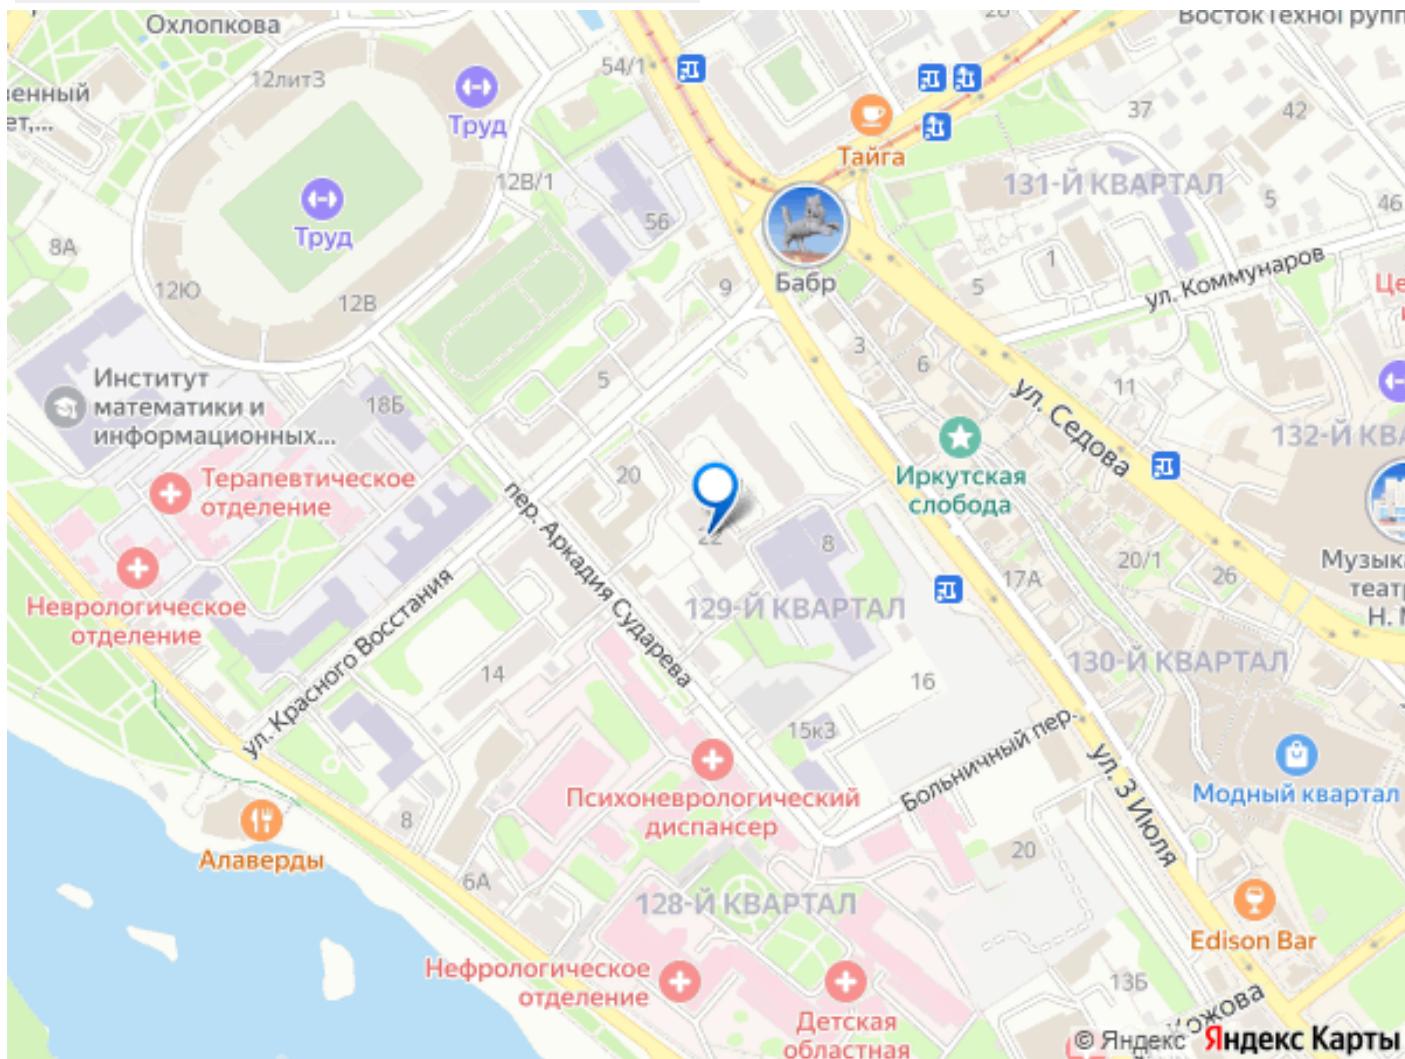 Охлопкова
ВостокТехноГрупп
28
54/1
12лит3
Труд
37
42
Тайга
12В/1
131-Й КВАРТАЛ
Труд
56
5
46
8А
Бабр
1
ул. Коммунаров
12Ю
12В
9
5
3
6
Институт
математики и
информационных...
5
18Б
11
ул. Седова
132-Й
Иркутская
слобода
Терапевтическое
отделение
20
пер. Аркадия Сударева
22
8
20/1
26
17А
Неврологическое
отделение
129-Й КВАРТАЛ
130-Й КВАРТАЛ
ул. Красного Восстания
14
16
15к3
Больничный пер.
ул. 3 Июля
Модный квартал
Психоневрологический
диспансер
8
Алаверды
20
6А
128-Й КВАРТАЛ
Edison Bar
Нефрологическое
отделение
13Б
Детская
областная
© Яндекс Яндекс Карты